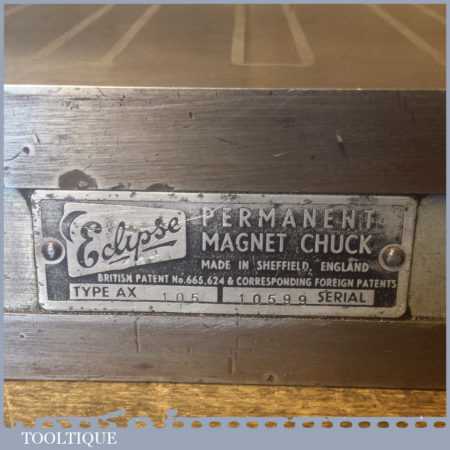 Eclipse PERMANENT
MAGNET CHUCK
MADE IN SHEFFIELD, ENGLAND
BRITISH PATENT No. 665,624 & CORRESPONDING FOREIGN PATENTS
TYPE AX 105 10599 SERIAL
TOOLTIQUE